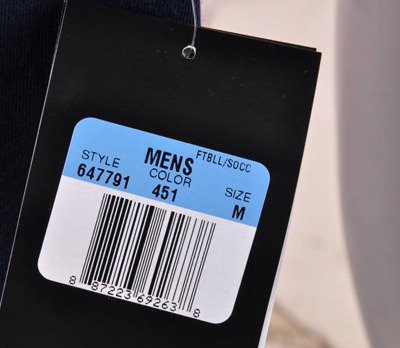 MENS FTBLL/SOCC
STYLE COLOR SIZE
647791 451 M
8 87223 69263 8